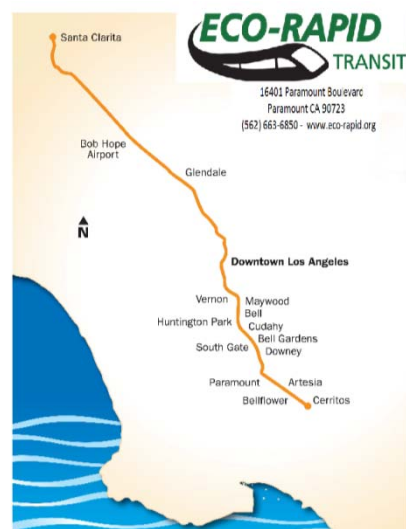 ECO-RAPID
TRANSIT
16401 Paramount Boulevard
Paramount CA 90723
(562) 663-6850 - www.eco-rapid.org
Santa Clarita
Bob Hope
Airport
Glendale
N
Downtown Los Angeles
Vernon
Maywood
Bell
Huntington Park
Cudahy
Bell Gardens
South Gate
Downey
Paramount
Artesia
Bellflower
Cerritos